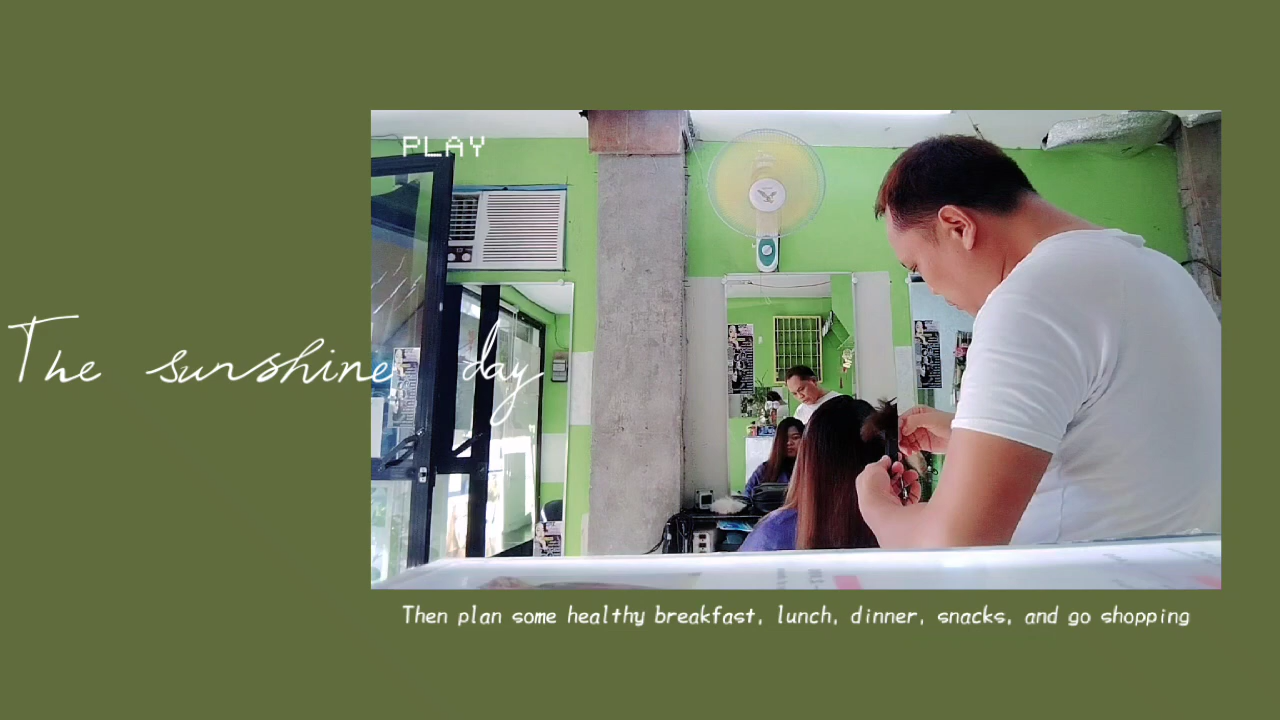 PLAY
The sunshine day
Then plan some healthy breakfast, lunch, dinner, snacks, and go shopping